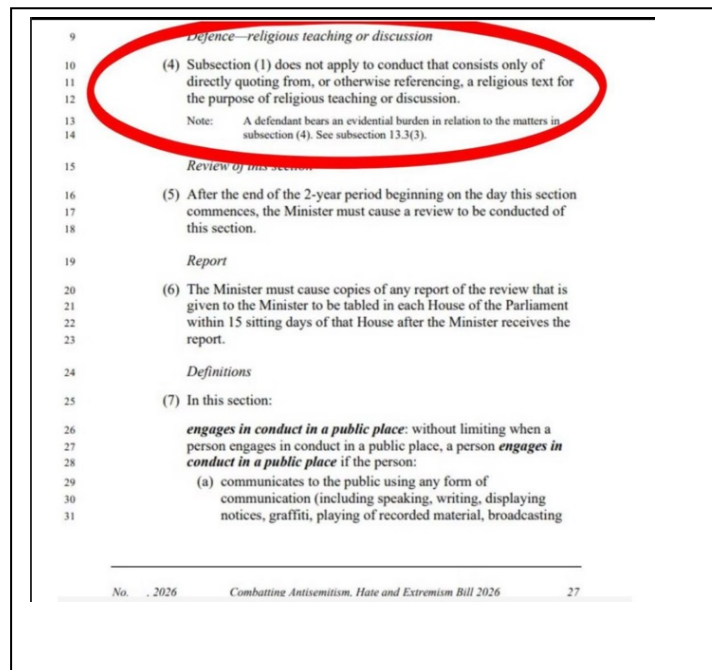 9 Defence—religious teaching or discussion
10 (4) Subsection (1) does not apply to conduct that consists only of
11 directly quoting from, or otherwise referencing, a religious text for
12 the purpose of religious teaching or discussion.
13 Note: A defendant bears an evidential burden in relation to the matters in
14 subsection (4). See subsection 13.3(3).
15 Review of this section
16 (5) After the end of the 2-year period beginning on the day this section
17 commences, the Minister must cause a review to be conducted of
18 this section.
19 Report
20 (6) The Minister must cause copies of any report of the review that is
21 given to the Minister to be tabled in each House of the Parliament
22 within 15 sitting days of that House after the Minister receives the
23 report.
24 Definitions
25 (7) In this section:
26 engages in conduct in a public place: without limiting when a
27 person engages in conduct in a public place, a person engages in
28 conduct in a public place if the person:
29 (a) communicates to the public using any form of
30 communication (including speaking, writing, displaying
31 notices, graffiti, playing of recorded material, broadcasting
No. , 2026 Combatting Antisemitism, Hate and Extremism Bill 2026 27